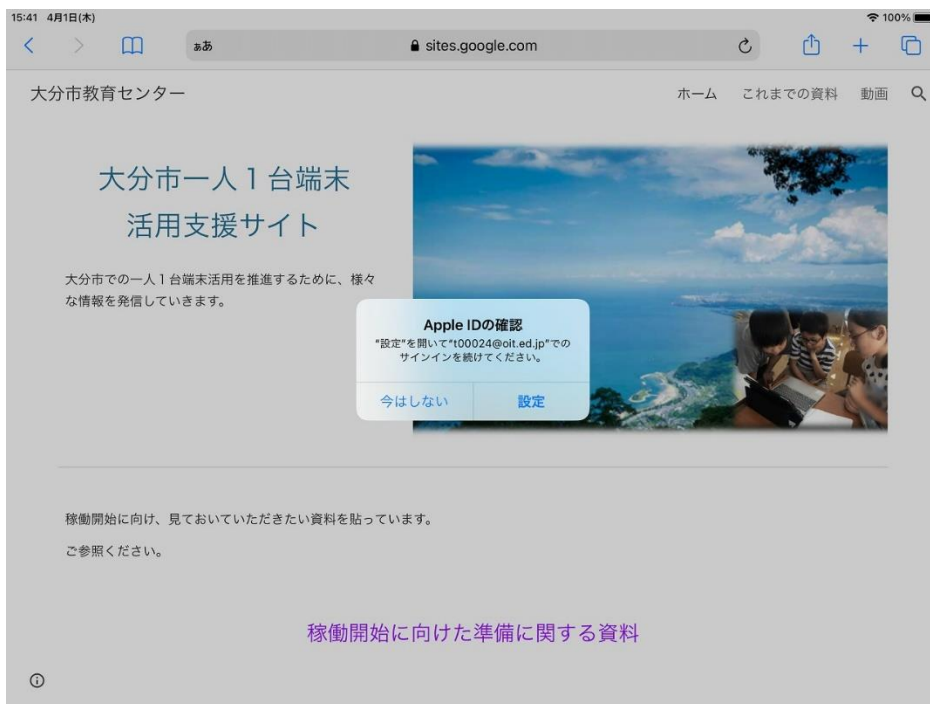 15:41 4月1日(木)
100%
ぁあ
sites.google.com
大分市教育センター
ホーム これまでの資料 動画
大分市一人1台端末
活用支援サイト
大分市での一人1台端末活用を推進するために、様々
な情報を発信していきます。
Apple IDの確認
"設定"を開いて"t00024@oit.ed.jp"での
サインインを続けてください。
今はしない 設定
稼働開始に向け、見ておいていただきたい資料を貼っています。
ご参照ください。
稼働開始に向けた準備に関する資料